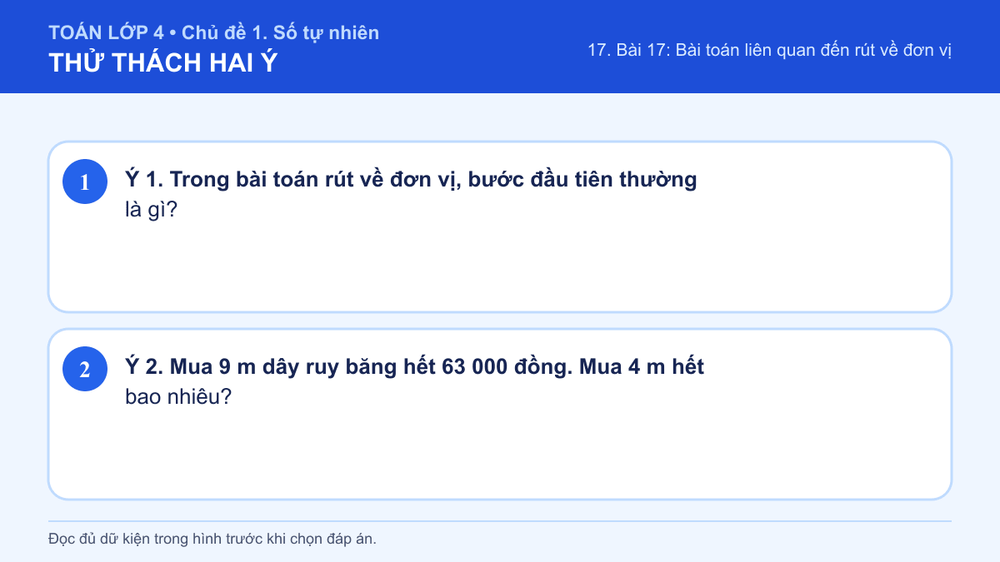 TOÁN LỚP 4 • Chủ đề 1. Số tự nhiên
THỬ THÁCH HAI Ý
17. Bài 17: Bài toán liên quan đến rút về đơn vị
1
Ý 1. Trong bài toán rút về đơn vị, bước đầu tiên thường
là gì?
2
Ý 2. Mua 9 m dây ruy băng hết 63 000 đồng. Mua 4 m hết
bao nhiêu?
Đọc đủ dữ kiện trong hình trước khi chọn đáp án.